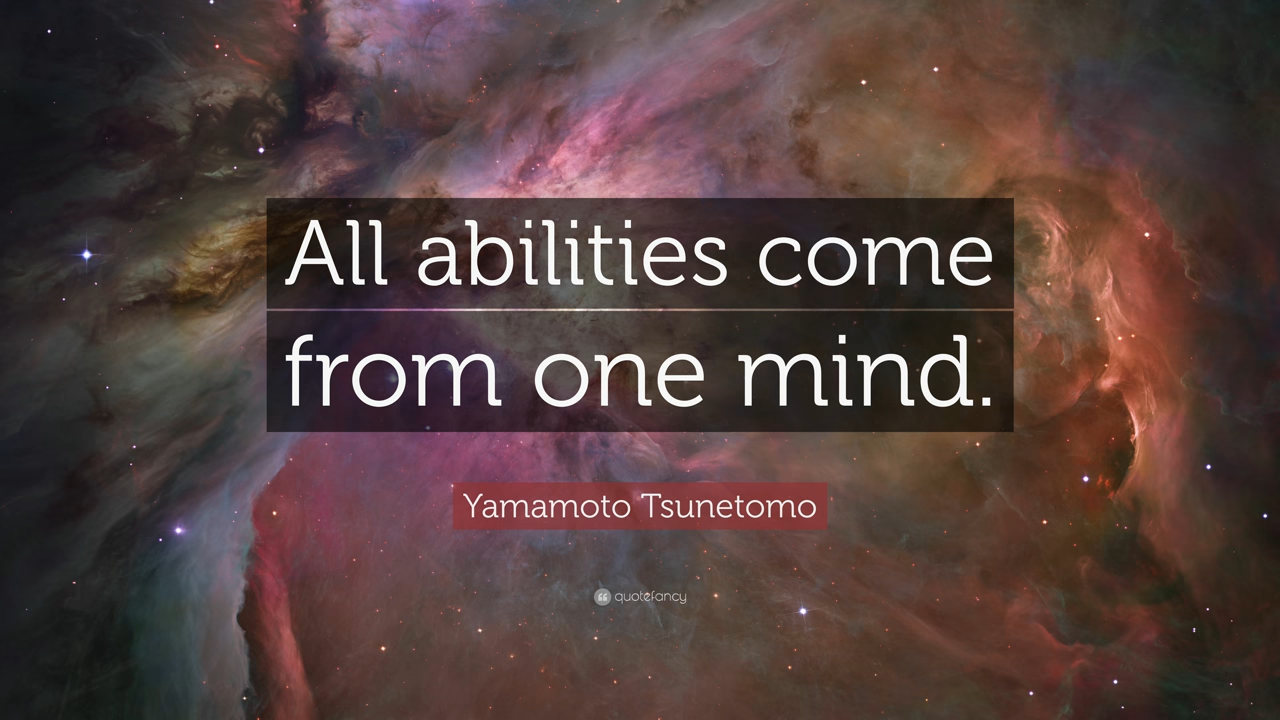 All abilities come
from one mind.
Yamamoto Tsunetomo
quotefancy